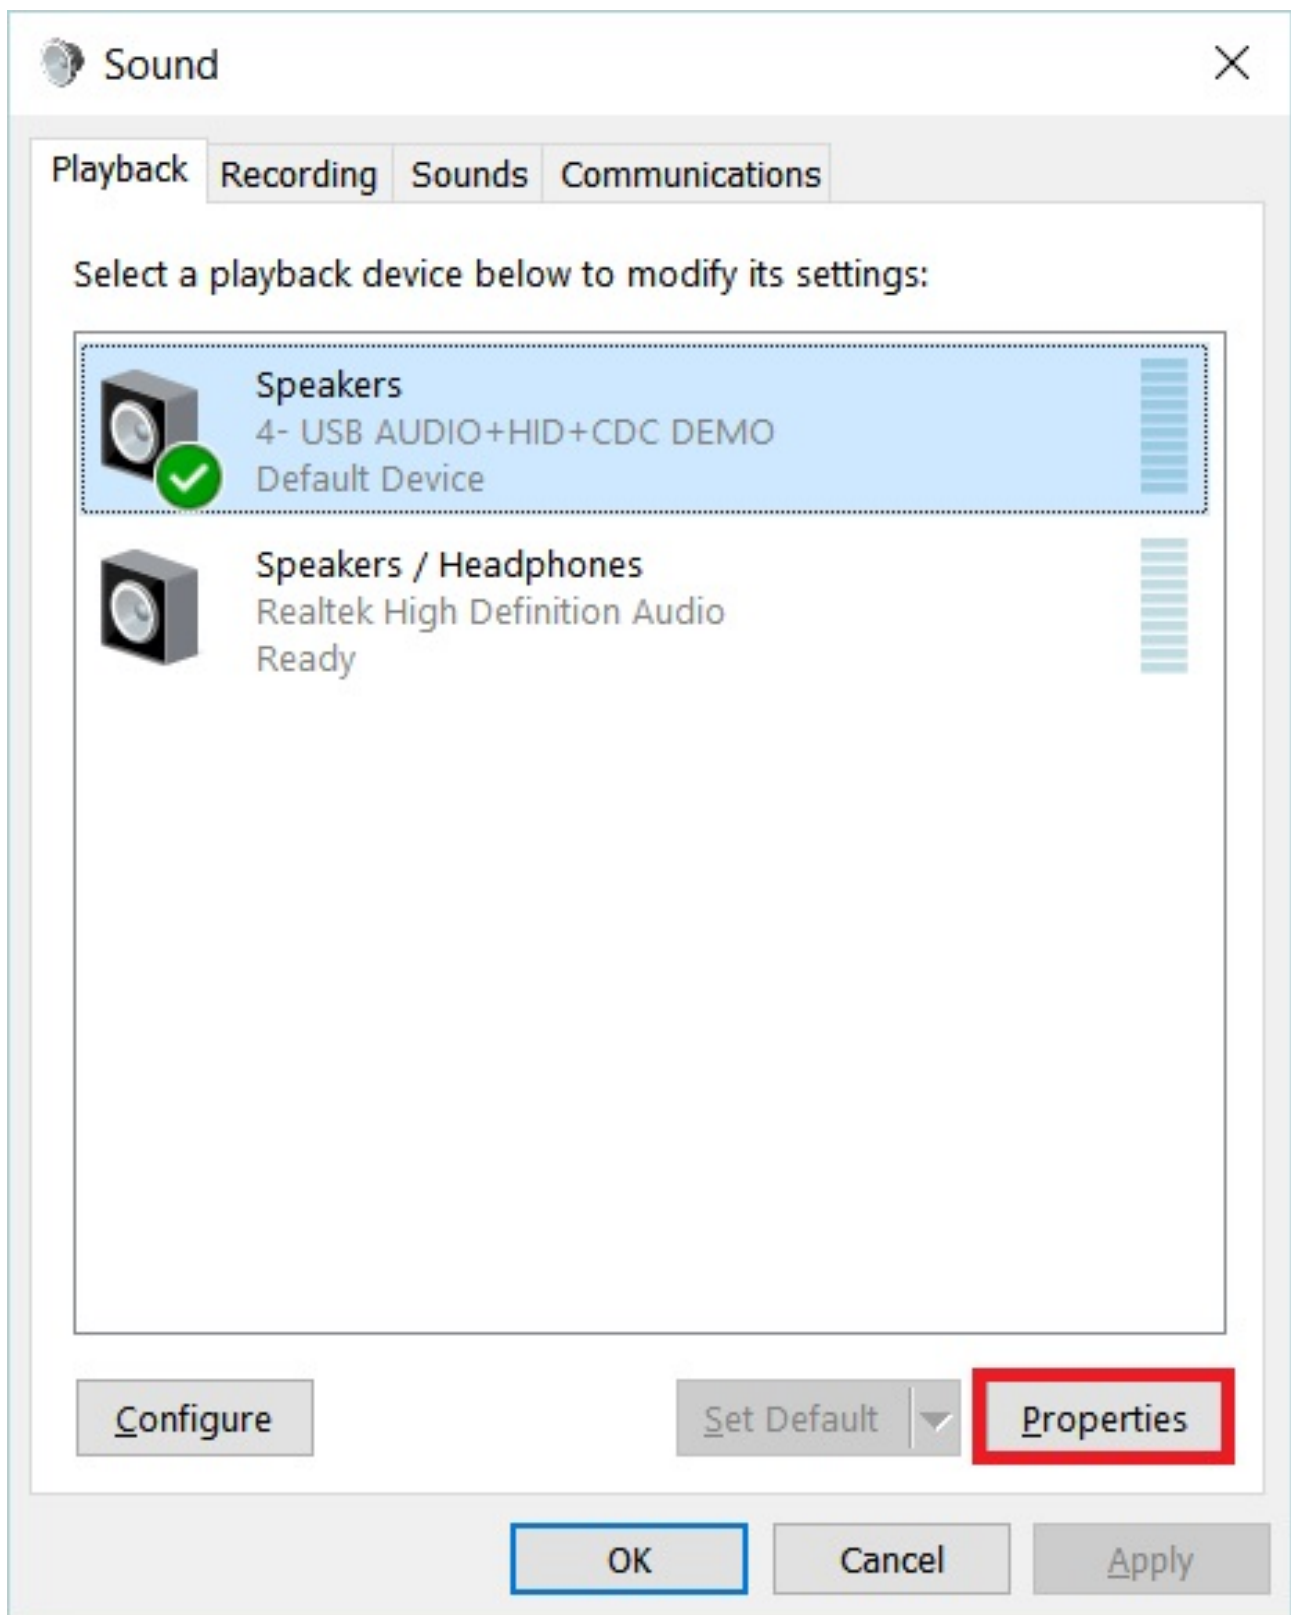 Sound
Playback Recording Sounds Communications
Select a playback device below to modify its settings:
Speakers
4- USB AUDIO+HID+CDC DEMO
Default Device
Speakers / Headphones
Realtek High Definition Audio
Ready
Configure Set Default Properties
OK Cancel Apply